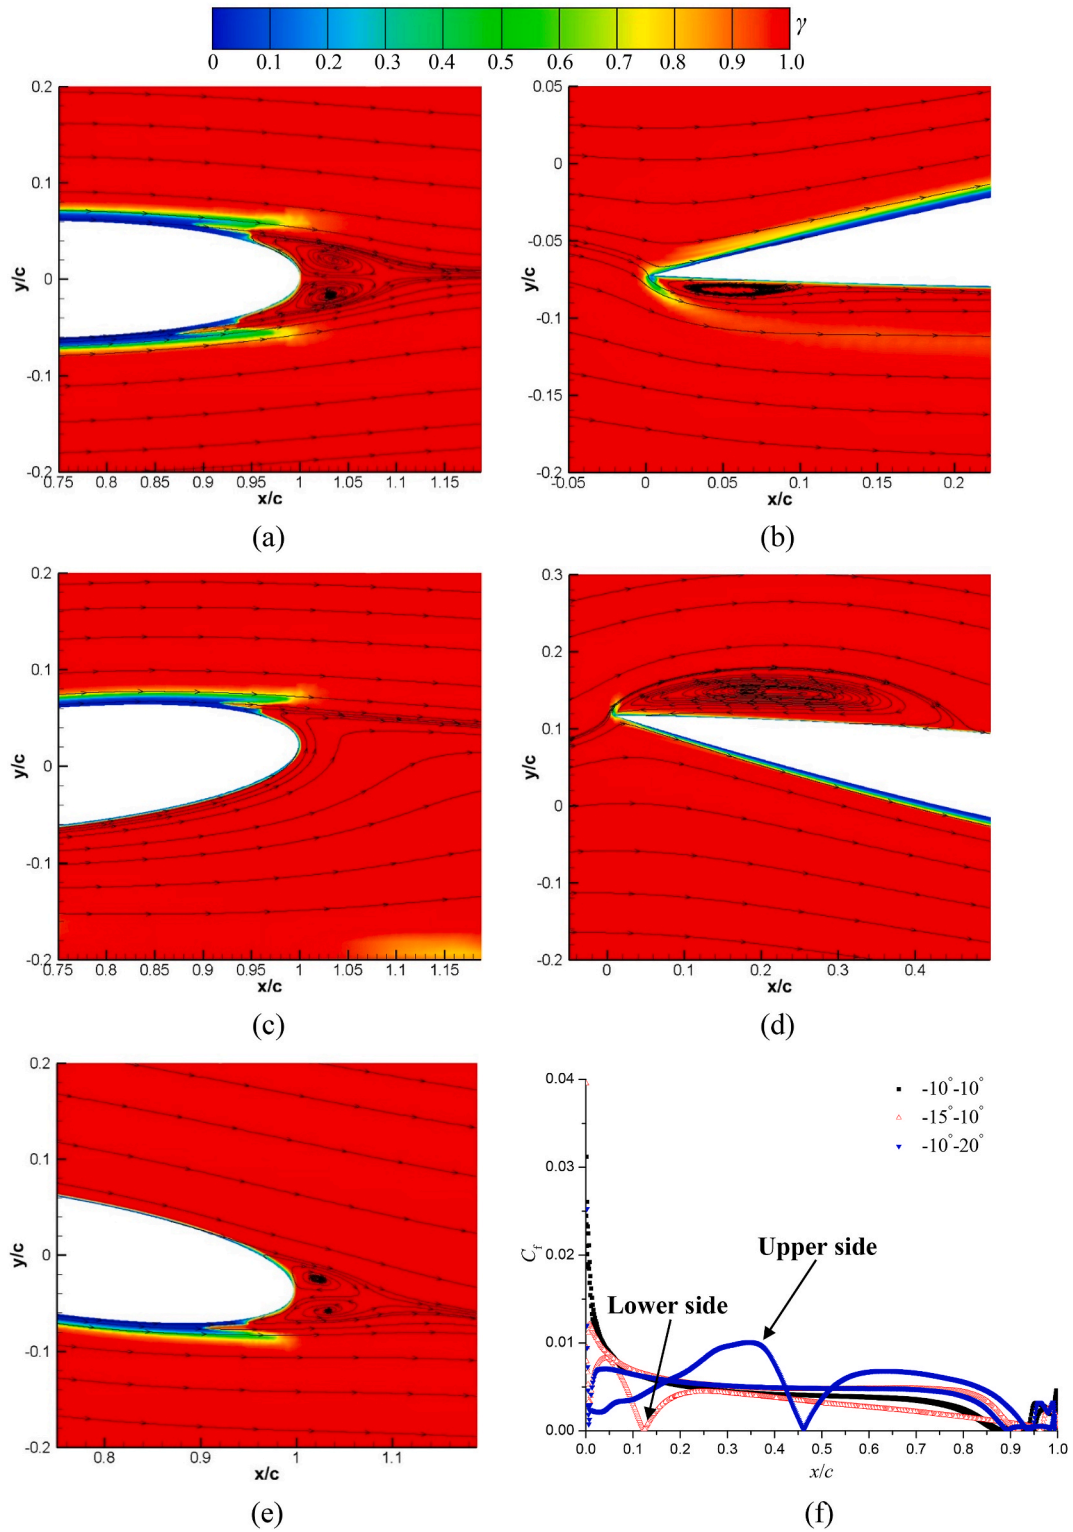 γ
0 0.1 0.2 0.3 0.4 0.5 0.6 0.7 0.8 0.9 1.0
0.2
0.1
0
-0.1
-0.2
y/c
0.75 0.8 0.85 0.9 0.95 1 1.05 1.1 1.15
x/c
(a)
0.05
0
-0.05
-0.1
-0.15
-0.2
y/c
-0.05 0 0.05 0.1 0.15 0.2
x/c
(b)
0.2
0.1
0
-0.1
-0.2
y/c
0.75 0.8 0.85 0.9 0.95 1 1.05 1.1 1.15
x/c
(c)
0.3
0.2
0.1
0
-0.1
-0.2
y/c
0 0.1 0.2 0.3 0.4
x/c
(d)
0.2
0.1
0
-0.1
-0.2
y/c
0.8 0.9 1 1.1
x/c
(e)
0.04
0.03
0.02
0.01
0.00
Cf
-10°-10°
-15°-10°
-10°-20°
Upper side
Lower side
0.0 0.1 0.2 0.3 0.4 0.5 0.6 0.7 0.8 0.9 1.0
x/c
(f)